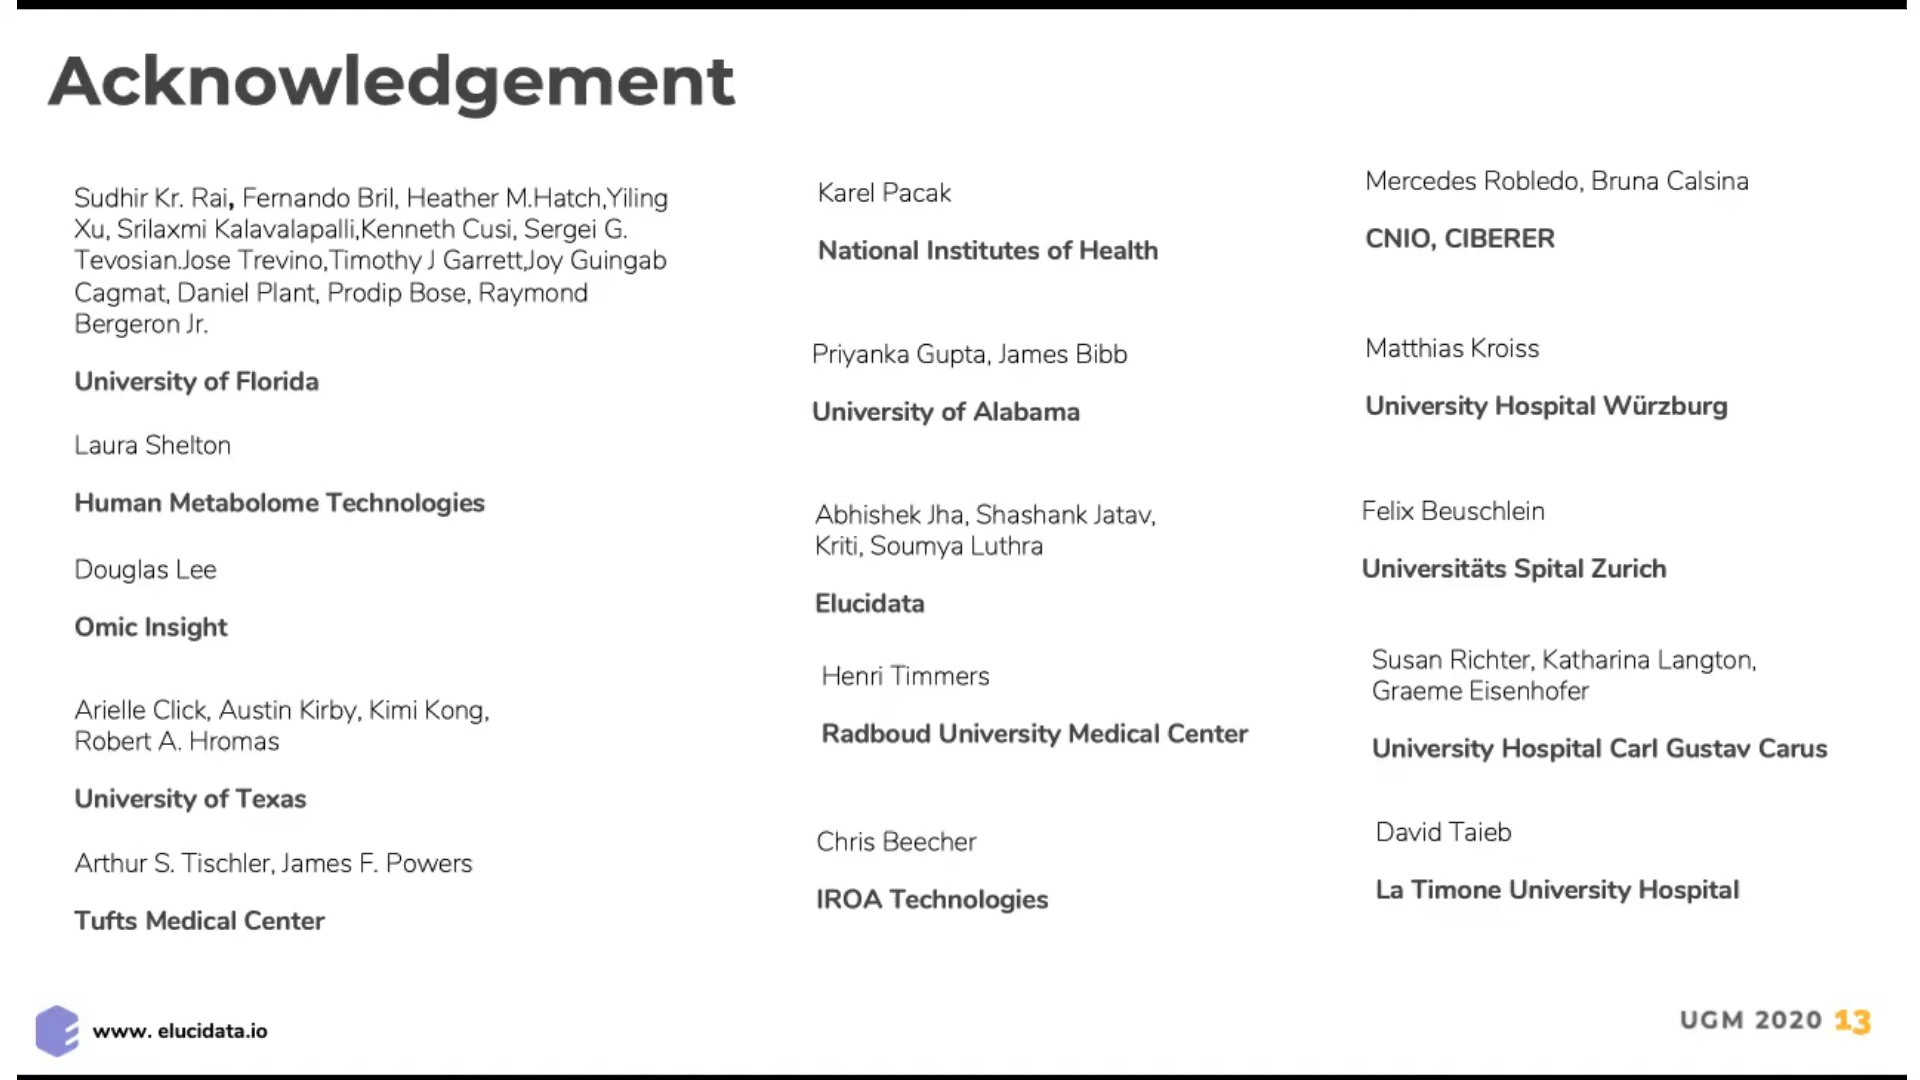 Acknowledgement
Sudhir Kr. Rai, Fernando Bril, Heather M.Hatch,Yiling
Xu, Srilaxmi Kalavalapalli,Kenneth Cusi, Sergei G.
Tevosian.Jose Trevino,Timothy J Garrett,Joy Guingab
Cagmat, Daniel Plant, Prodip Bose, Raymond
Bergeron Jr.
University of Florida
Laura Shelton
Human Metabolome Technologies
Douglas Lee
Omic Insight
Arielle Click, Austin Kirby, Kimi Kong,
Robert A. Hromas
University of Texas
Arthur S. Tischler, James F. Powers
Tufts Medical Center
Karel Pacak
National Institutes of Health
Priyanka Gupta, James Bibb
University of Alabama
Abhishek Jha, Shashank Jatav,
Kriti, Soumya Luthra
Elucidata
Henri Timmers
Radboud University Medical Center
Chris Beecher
IROA Technologies
Mercedes Robledo, Bruna Calsina
CNIO, CIBERER
Matthias Kroiss
University Hospital Würzburg
Felix Beuschlein
Universitäts Spital Zurich
Susan Richter, Katharina Langton,
Graeme Eisenhofer
University Hospital Carl Gustav Carus
David Taieb
La Timone University Hospital
www. elucidata.io
UGM 2020 13